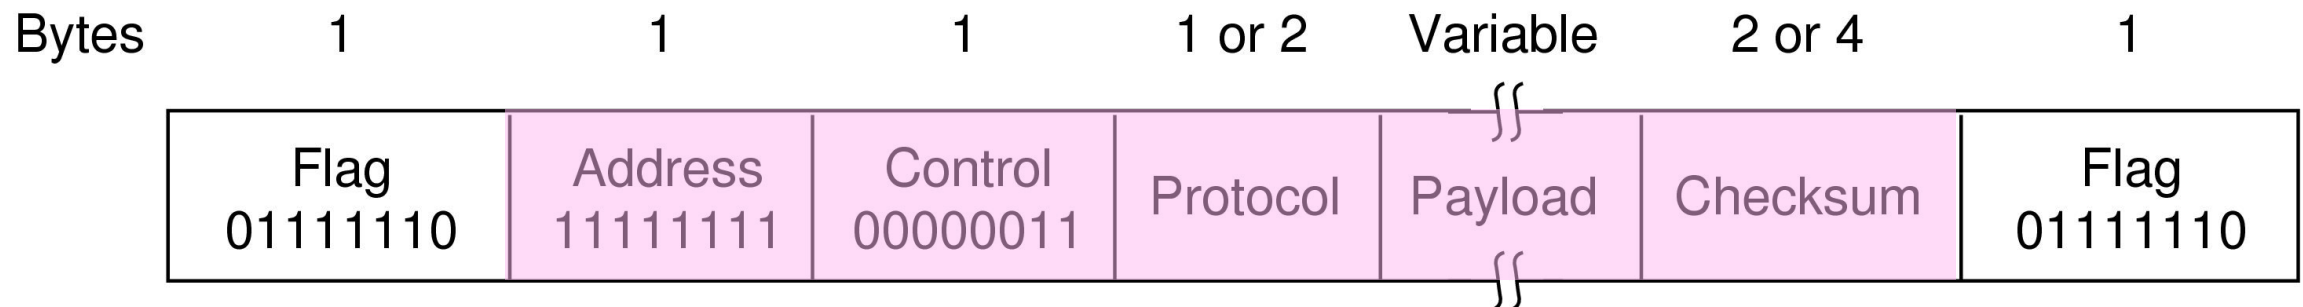 Bytes 1 1 1 1 or 2 Variable 2 or 4 1
Flag Address Control Protocol Payload Checksum Flag
01111110 11111111 00000011 01111110